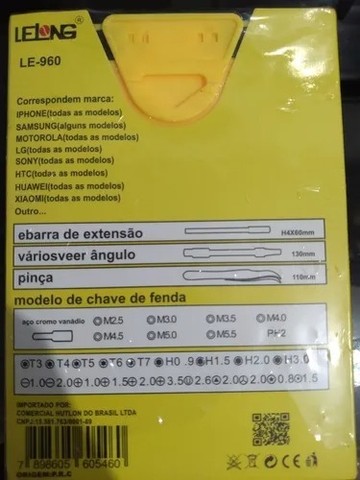 LELONG®
LE-960
Correspondem marca:
IPHONE(todas as modelos)
SAMSUNG(alguns modelos)
MOTOROLA(todas as modelos)
LG(todas as modelos)
SONY(todas as modelos)
HTC(todas as modelos)
HUAWEI(todas as modelos)
XIAOMI(todas as modelos)
Outro...
ebarra de extensão H4X60mm
váriosveer ângulo 130mm
pinça 110mm
modelo de chave de fenda
aço cromo vanádio M2.5 M3.0 M3.5 M4.0
M4.5 M5.0 M5.5 PH2
T3 T4 T5 T6 T7 H0.9 H1.5 H2.0 H3.0
1.0 2.0 1.0 1.5 2.0 3.5 2.6 2.0 2.0 0.8 1.5
IMPORTADO POR:
COMERCIAL HUTLON DO BRASIL LTDA
7 898605 605460
ORIGEM:P.R.C